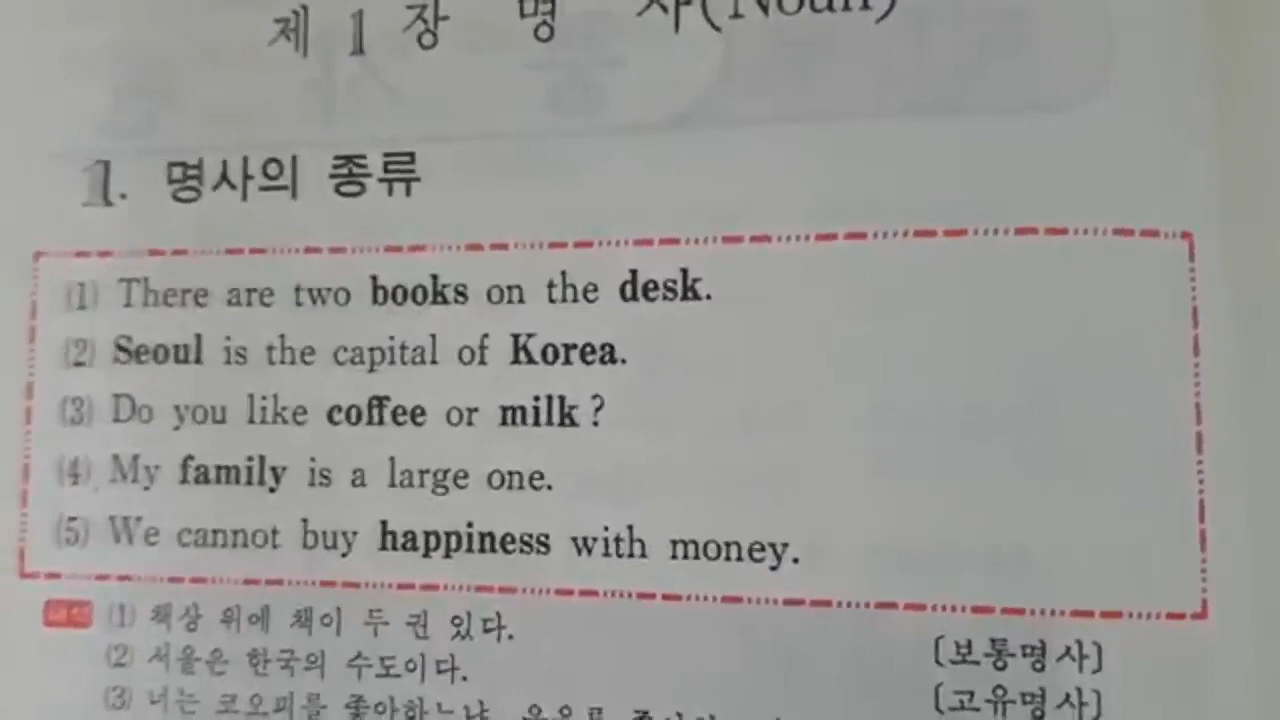 제 1 장 명 사(Noun)
1. 명사의 종류
(1) There are two books on the desk.
(2) Seoul is the capital of Korea.
(3) Do you like coffee or milk?
(4) My family is a large one.
(5) We cannot buy happiness with money.
(1) 책상 위에 책이 두 권 있다. [보통명사]
(2) 서울은 한국의 수도이다. [고유명사]
(3) 너는 코오피를 좋아하느냐,